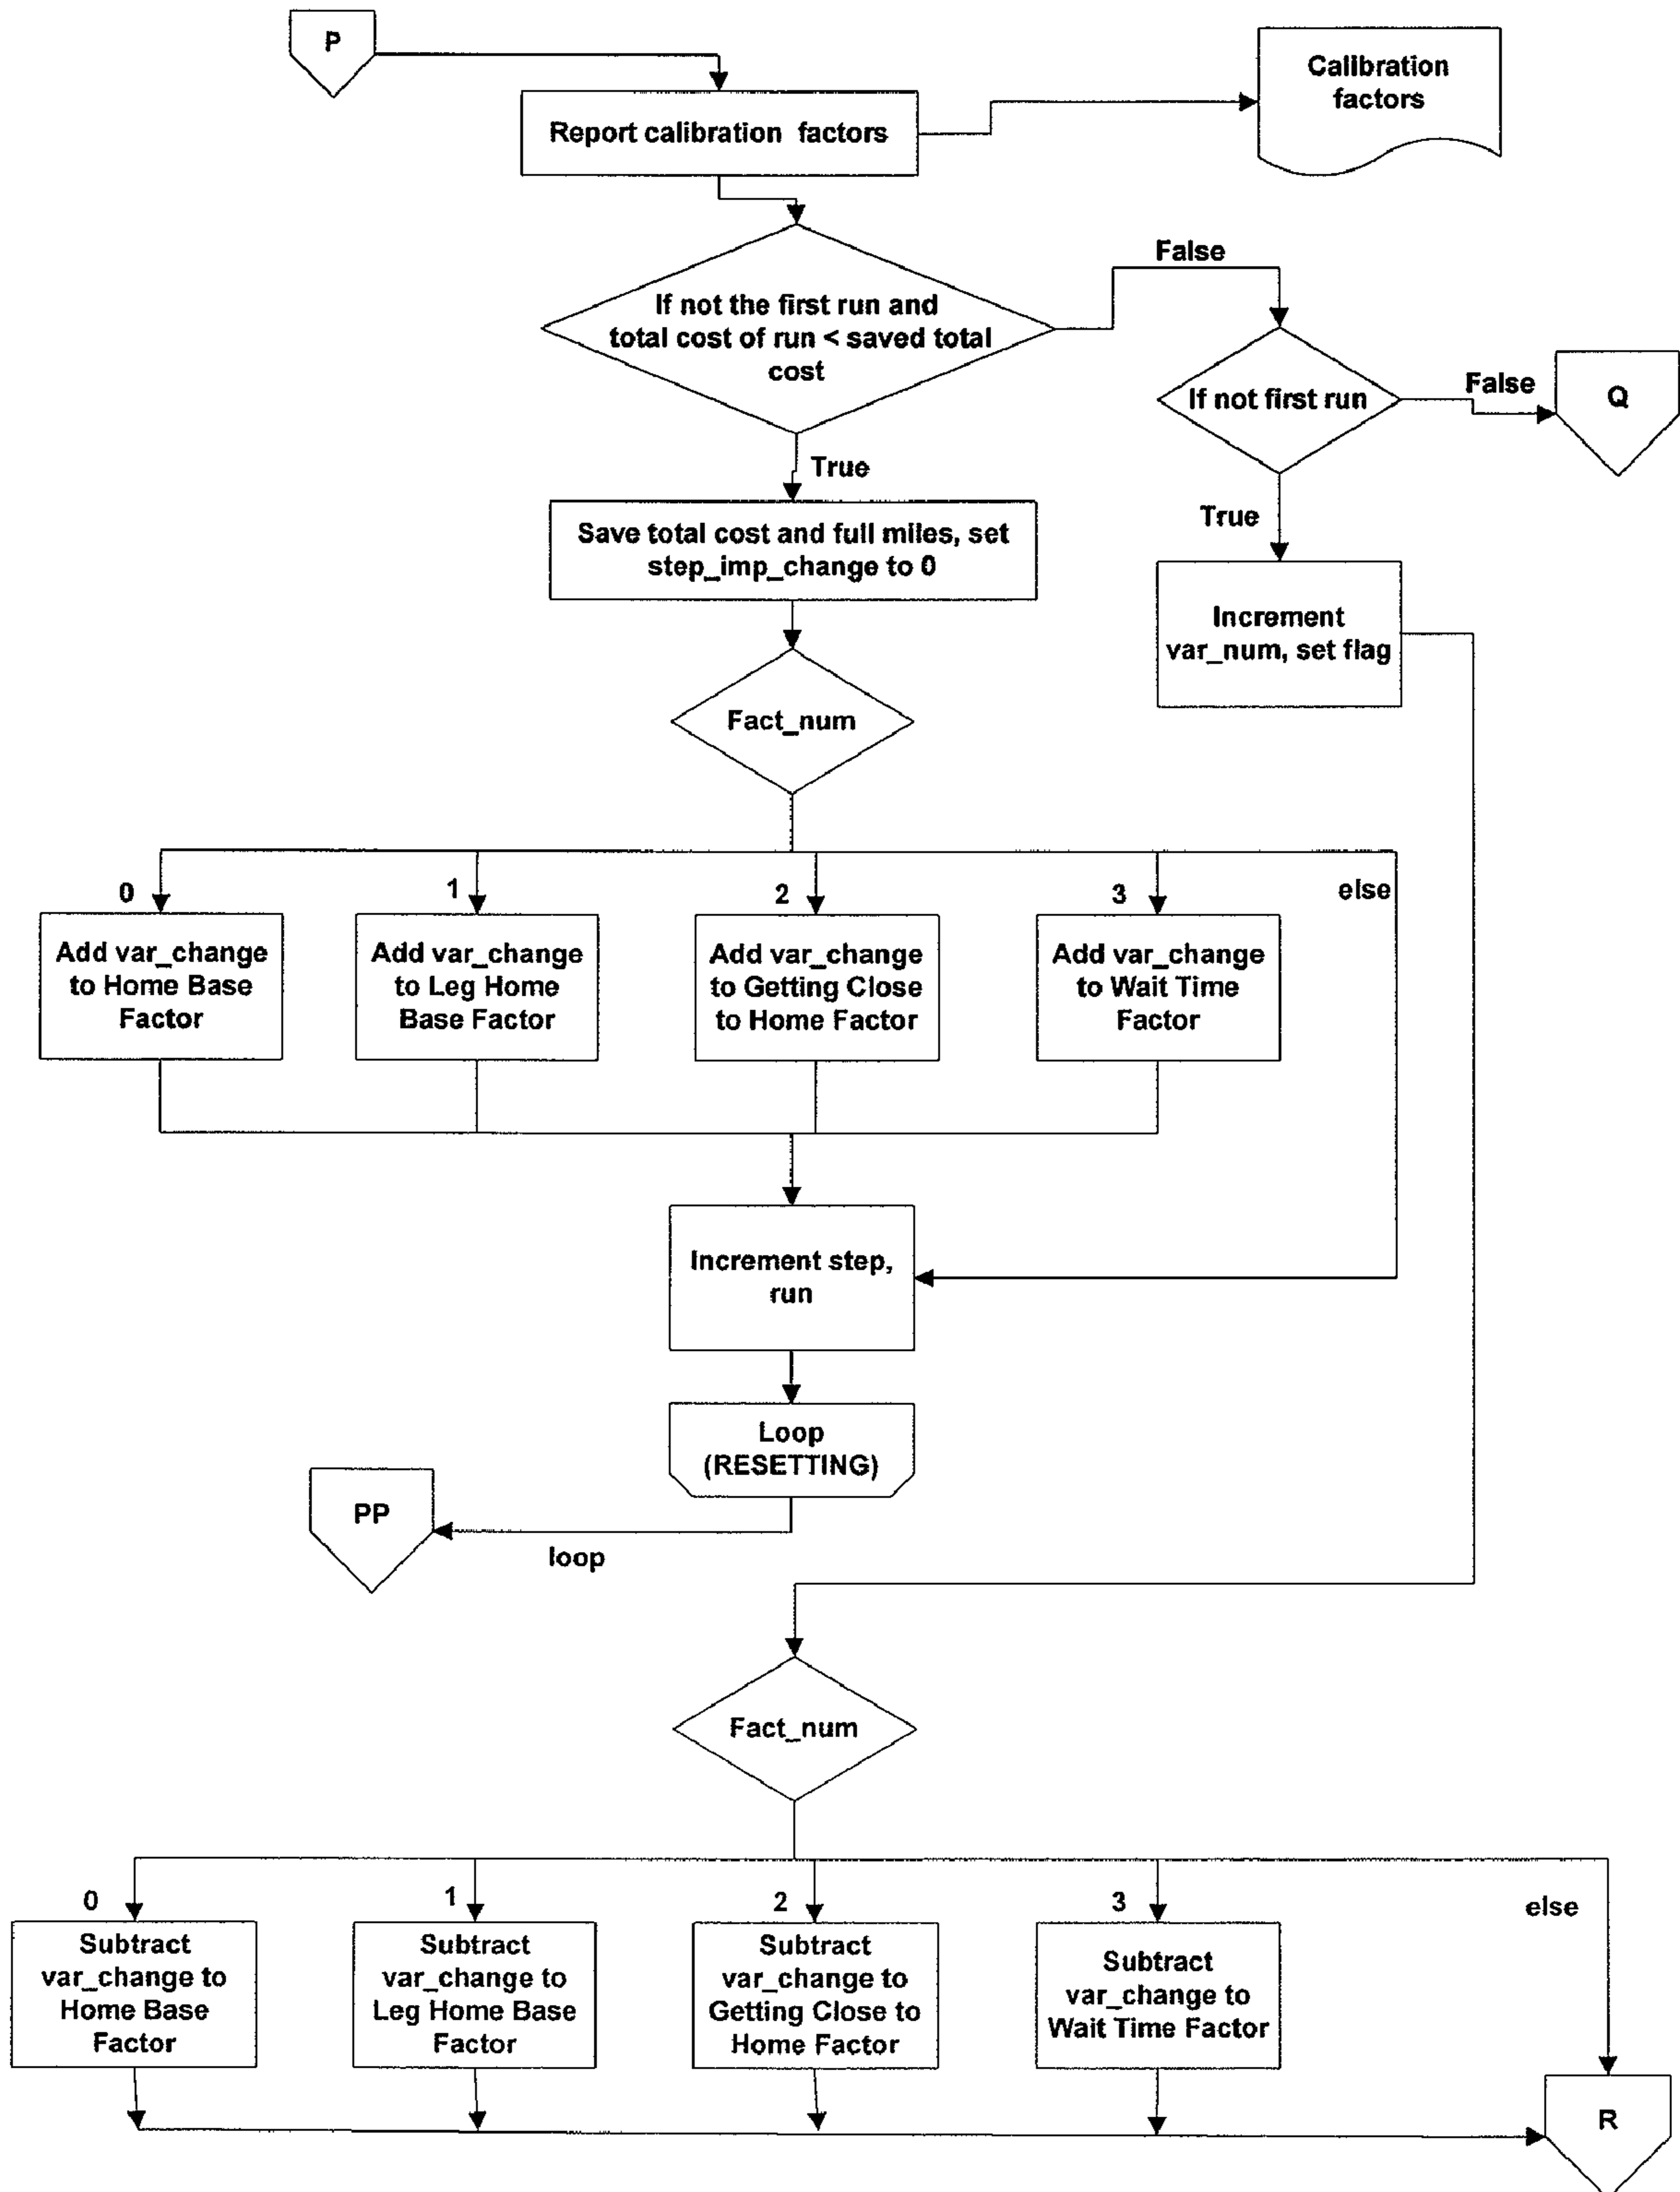 P
Calibration
factors
Report calibration factors
False
If not the first run and
total cost of run < saved total
cost
If not first run
False
Q
True
Save total cost and full miles, set
step_imp_change to 0
True
Increment
var_num, set flag
Fact_num
0
1
2
3
else
Add var_change
to Home Base
Factor
Add var_change
to Leg Home
Base Factor
Add var_change
to Getting Close
to Home Factor
Add var_change
to Wait Time
Factor
Increment step,
run
Loop
(RESETTING)
PP
loop
Fact_num
0
1
2
3
else
Subtract
var_change to
Home Base
Factor
Subtract
var_change to
Leg Home Base
Factor
Subtract
var_change to
Getting Close to
Home Factor
Subtract
var_change to
Wait Time Factor
R